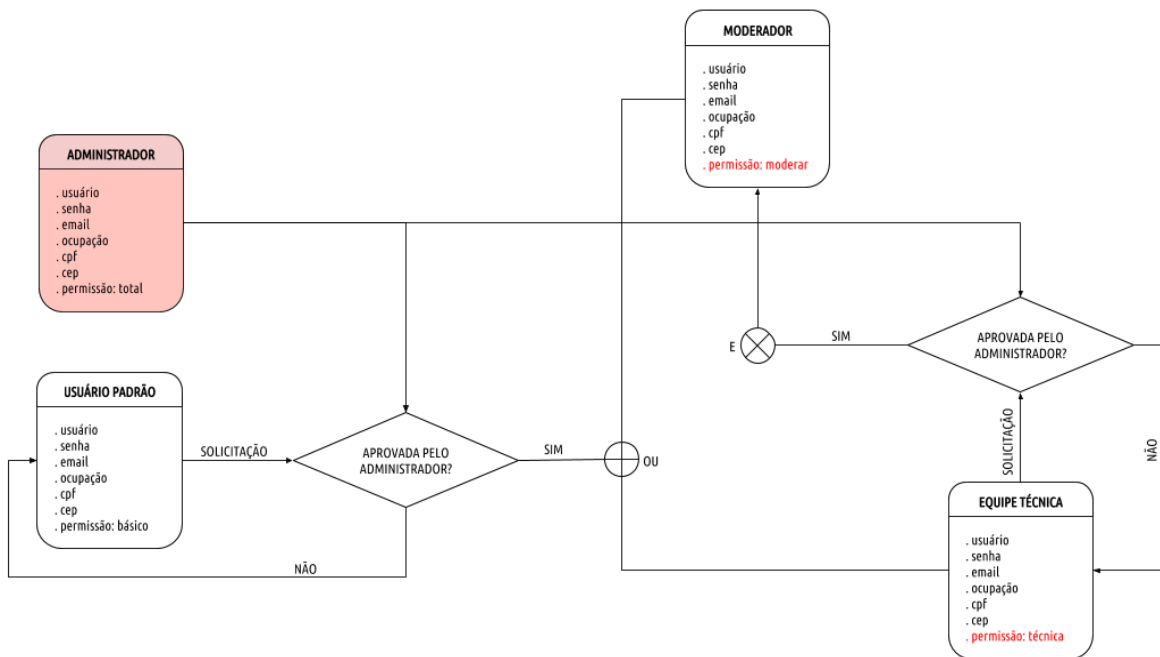 MODERADOR
. usuário
. senha
. email
. ocupação
. cpf
. cep
. permissão: moderar
ADMINISTRADOR
. usuário
. senha
. email
. ocupação
. cpf
. cep
. permissão: total
E
SIM
APROVADA PELO
ADMINISTRADOR?
NÃO
SOLICITAÇÃO
USUÁRIO PADRÃO
. usuário
. senha
. email
. ocupação
. cpf
. cep
. permissão: básico
SOLICITAÇÃO
APROVADA PELO
ADMINISTRADOR?
SIM
OU
NÃO
EQUIPE TÉCNICA
. usuário
. senha
. email
. ocupação
. cpf
. cep
. permissão: técnica